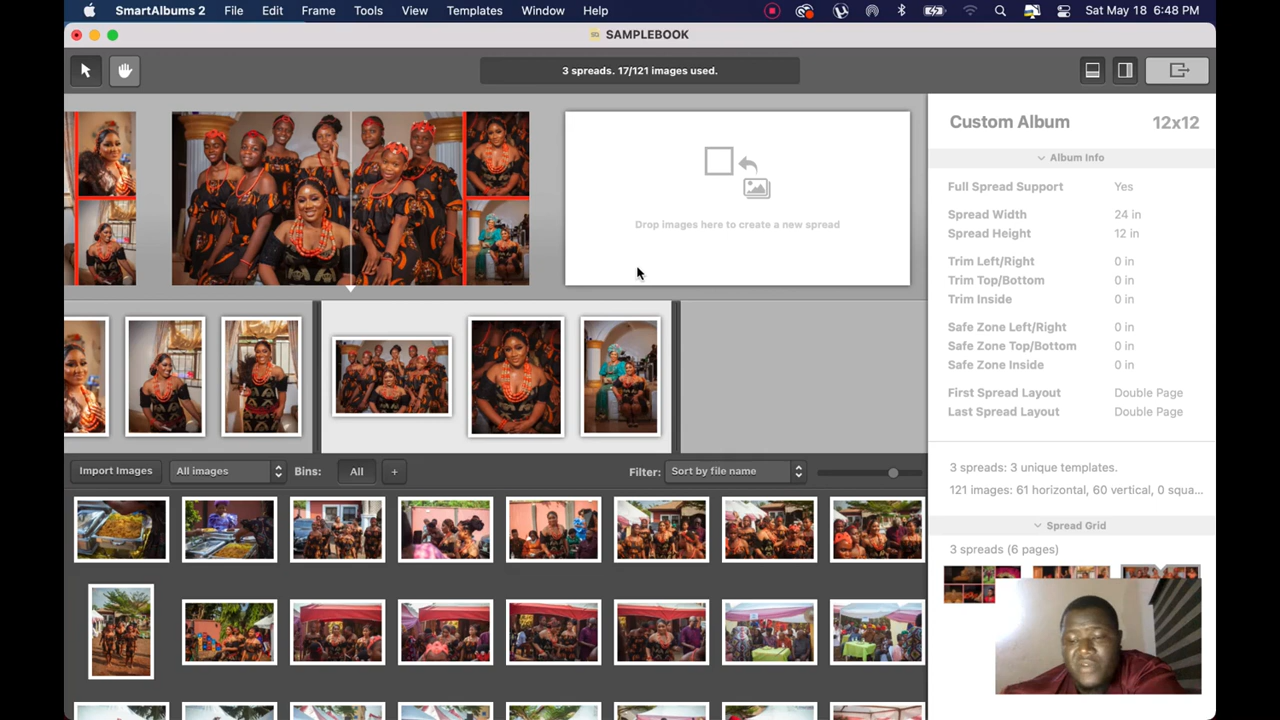 SmartAlbums 2 File Edit Frame Tools View Templates Window Help Sat May 18 6:48 PM
SAMPLEBOOK
3 spreads. 17/121 images used.
Drop images here to create a new spread
Custom Album 12x12
Album Info
Full Spread Support Yes
Spread Width 24 in
Spread Height 12 in
Trim Left/Right 0 in
Trim Top/Bottom 0 in
Trim Inside 0 in
Safe Zone Left/Right 0 in
Safe Zone Top/Bottom 0 in
Safe Zone Inside 0 in
First Spread Layout Double Page
Last Spread Layout Double Page
3 spreads: 3 unique templates.
121 images: 61 horizontal, 60 vertical, 0 squa...
Spread Grid
3 spreads (6 pages)
Import Images All images Bins: All + Filter: Sort by file name